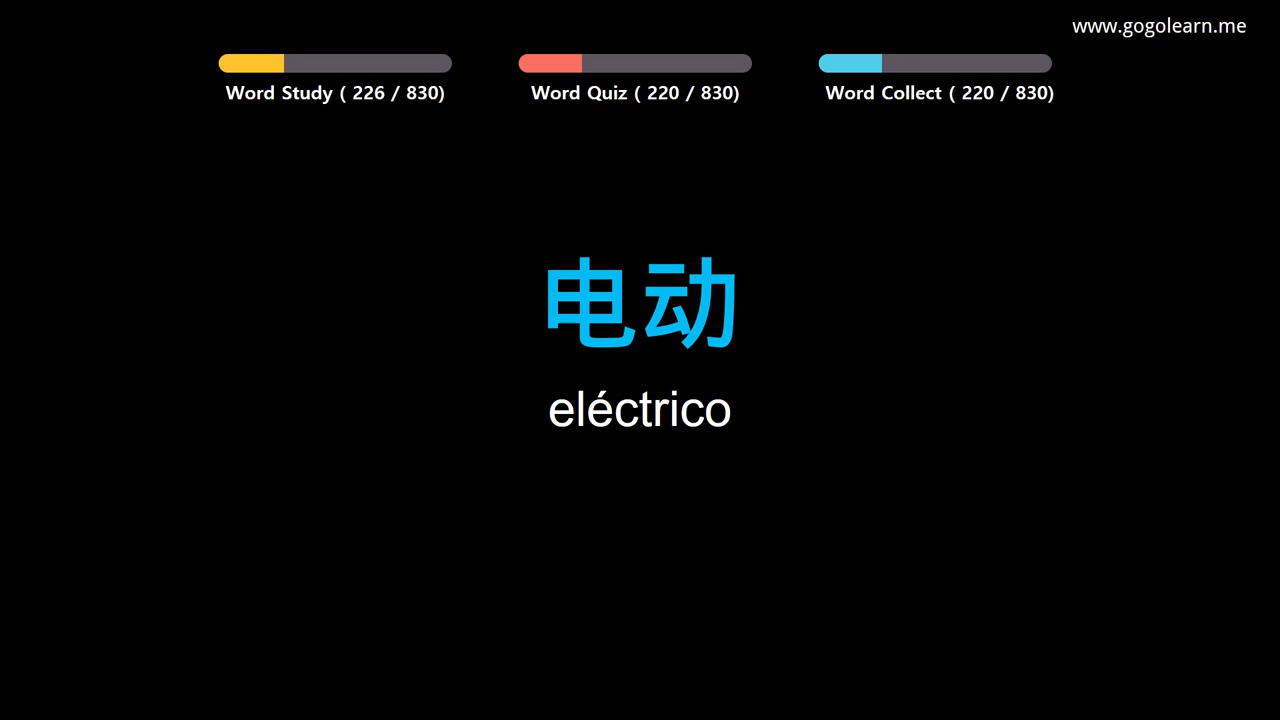 www.gogolearn.me
Word Study ( 226 / 830)
Word Quiz ( 220 / 830)
Word Collect ( 220 / 830)
电动
eléctrico